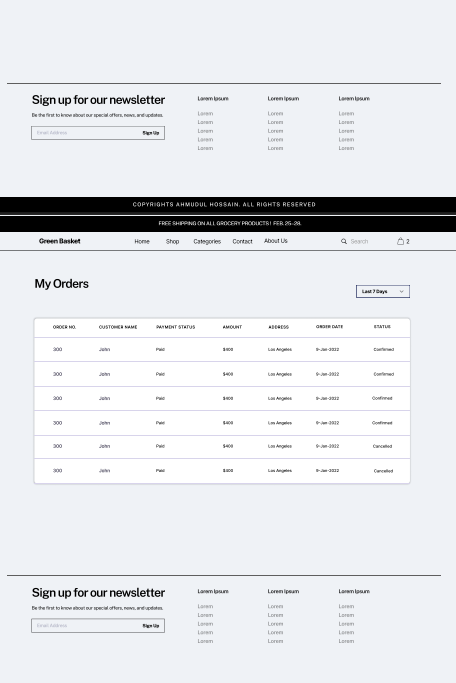 Sign up for our newsletter
Be the first to know about our special offers, news, and updates.
Email Address Sign Up
Lorem Ipsum Lorem Ipsum Lorem Ipsum
Lorem Lorem Lorem
Lorem Lorem Lorem
Lorem Lorem Lorem
Lorem Lorem Lorem
Lorem Lorem Lorem
COPYRIGHTS AHMUDUL HOSSAIN. ALL RIGHTS RESERVED
FREE SHIPPING ON ALL GROCERY PRODUCTS! FEB. 25-28.
Green Basket Home Shop Categories Contact About Us Search 2
My Orders
Last 7 Days
ORDER NO. CUSTOMER NAME PAYMENT STATUS AMOUNT ADDRESS ORDER DATE STATUS
300 John Paid $400 Los Angeles 9-Jan-2022 Confirmed
300 John Paid $400 Los Angeles 9-Jan-2022 Confirmed
300 John Paid $400 Los Angeles 9-Jan-2022 Confirmed
300 John Paid $400 Los Angeles 9-Jan-2022 Confirmed
300 John Paid $400 Los Angeles 9-Jan-2022 Cancelled
300 John Paid $400 Los Angeles 9-Jan-2022 Cancelled
Sign up for our newsletter
Be the first to know about our special offers, news, and updates.
Email Address Sign Up
Lorem Ipsum Lorem Ipsum Lorem Ipsum
Lorem Lorem Lorem
Lorem Lorem Lorem
Lorem Lorem Lorem
Lorem Lorem Lorem
Lorem Lorem Lorem